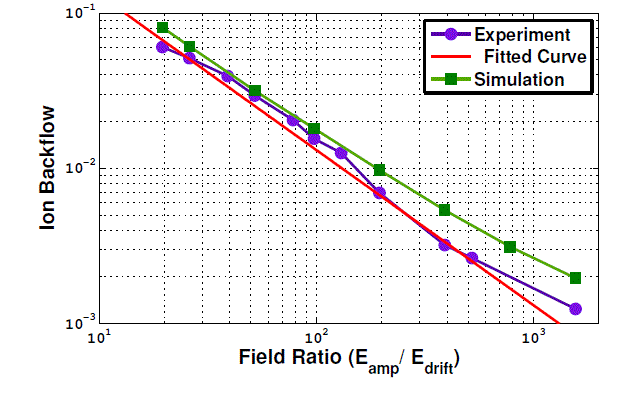 10^-1
10^-2
10^-3
Ion Backflow
Experiment
Fitted Curve
Simulation
10^1
10^2
10^3
Field Ratio (E_amp/ E_drift)